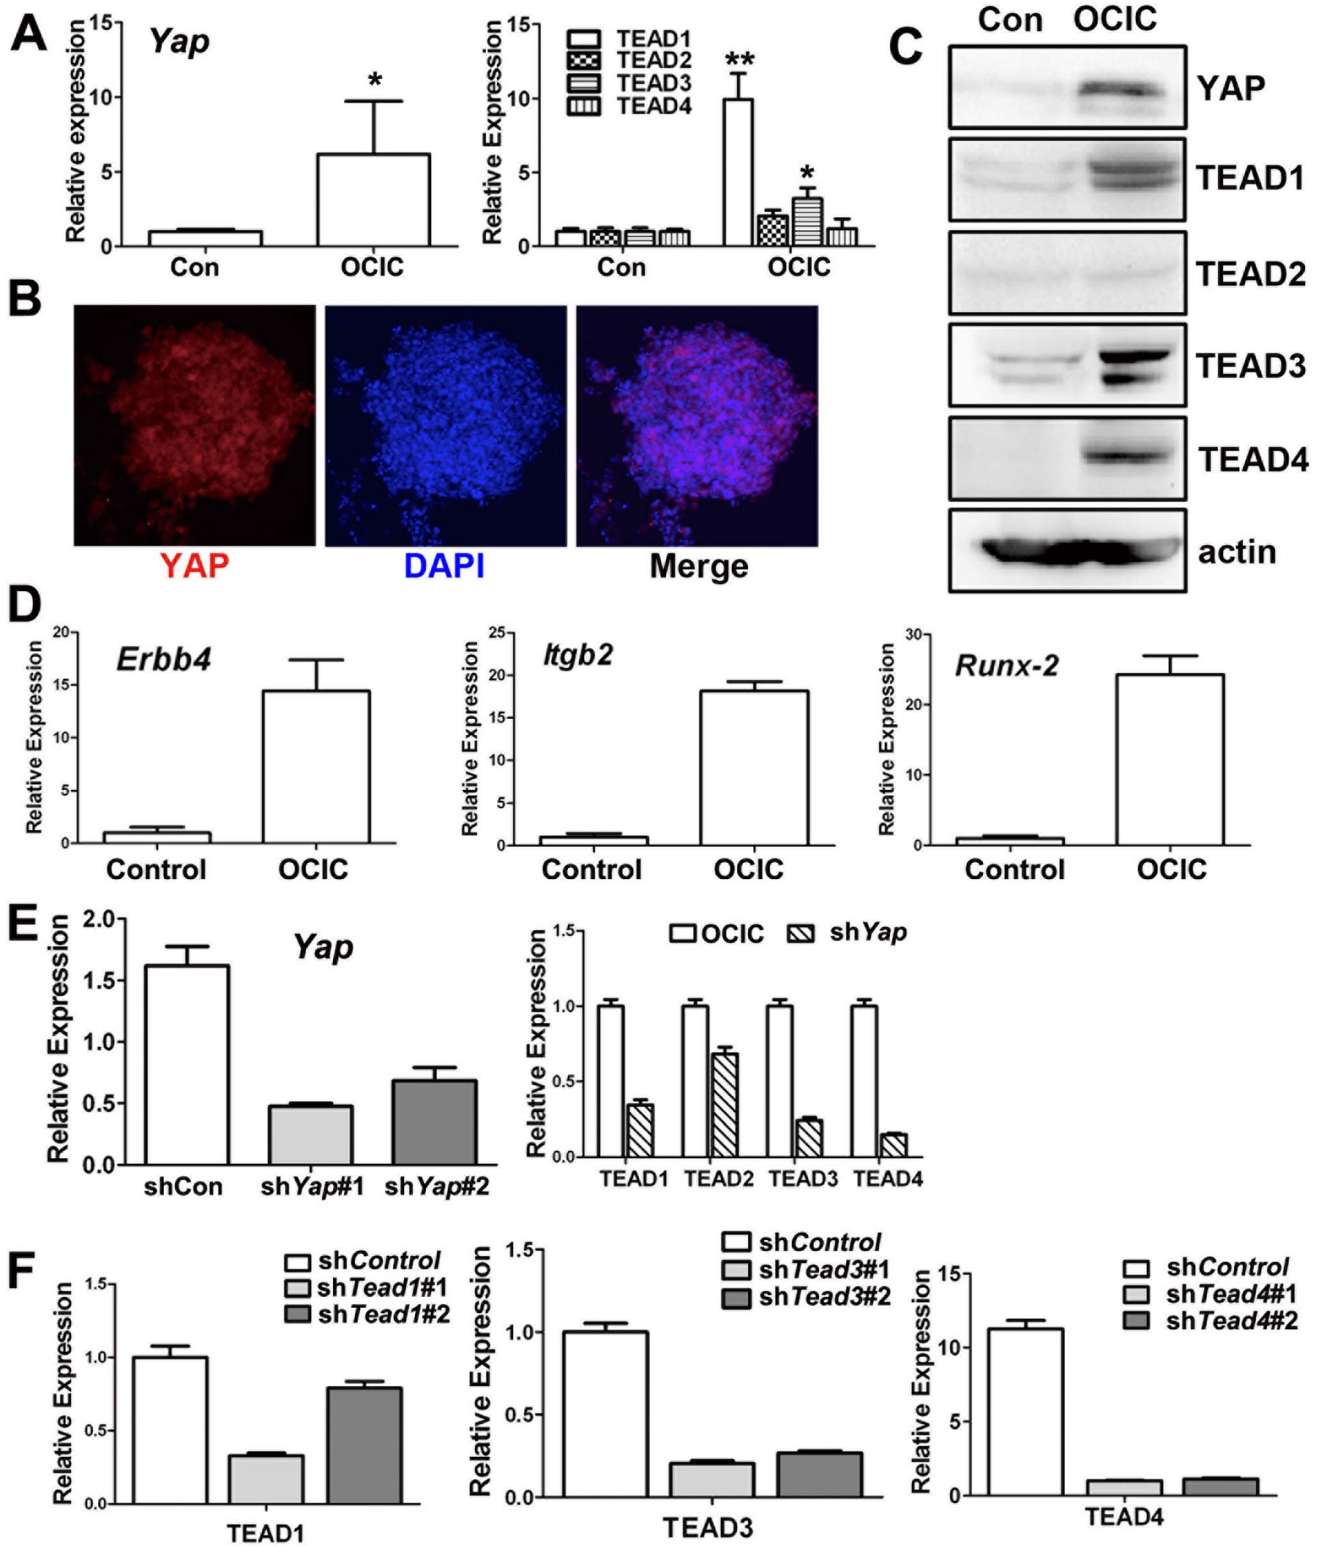 A
Relative expression
15
10
5
0
Yap
*
Con
OCIC
Relative Expression
15
10
5
0
TEAD1
TEAD2
TEAD3
TEAD4
**
*
Con
OCIC
B
YAP
DAPI
Merge
C
Con OCIC
YAP
TEAD1
TEAD2
TEAD3
TEAD4
actin
D
Relative Expression
20
15
10
5
0
Erbb4
Control
OCIC
Relative Expression
25
20
15
10
5
0
Itgb2
Control
OCIC
Relative Expression
30
20
10
0
Runx-2
Control
OCIC
E
Relative Expression
2.0
1.5
1.0
0.5
0.0
Yap
shCon
shYap#1
shYap#2
Relative Expression
1.5
1.0
0.5
0.0
OCIC
shYap
TEAD1
TEAD2
TEAD3
TEAD4
F
Relative Expression
1.5
1.0
0.5
0.0
shControl
shTead1#1
shTead1#2
TEAD1
Relative Expression
1.5
1.0
0.5
0.0
shControl
shTead3#1
shTead3#2
TEAD3
Relative Expression
15
10
5
0
shControl
shTead4#1
shTead4#2
TEAD4